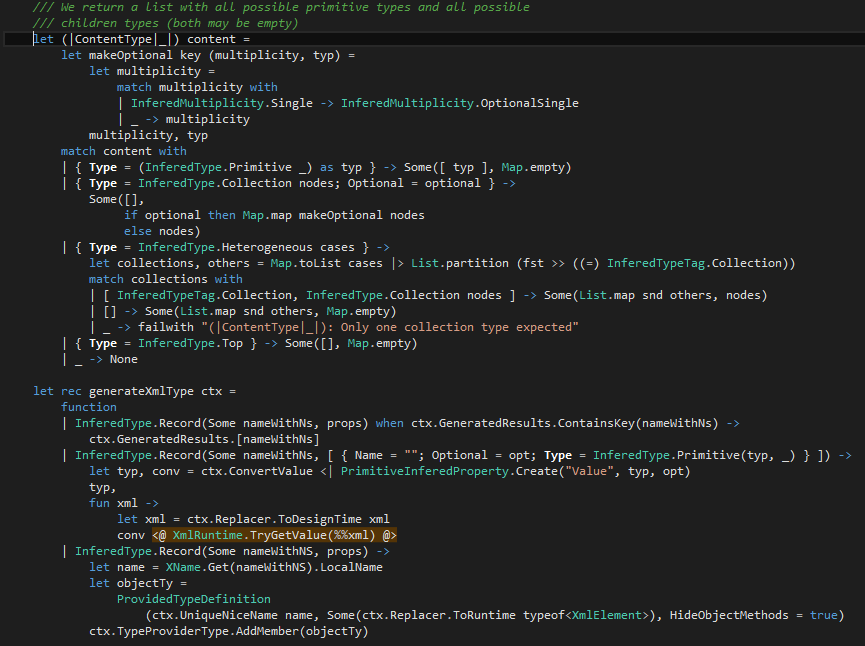 /// We return a list with all possible primitive types and all possible
/// children types (both may be empty)
let (|ContentType|_|) content =
    let makeOptional key (multiplicity, typ) =
        let multiplicity =
            match multiplicity with
            | InferedMultiplicity.Single -> InferedMultiplicity.OptionalSingle
            | _ -> multiplicity
        multiplicity, typ
    match content with
    | { Type = (InferedType.Primitive _) as typ } -> Some([ typ ], Map.empty)
    | { Type = InferedType.Collection nodes; Optional = optional } ->
        Some([],
             if optional then Map.map makeOptional nodes
             else nodes)
    | { Type = InferedType.Heterogeneous cases } ->
        let collections, others = Map.toList cases |> List.partition (fst >> ((=) InferedTypeTag.Collection))
        match collections with
        | [ InferedTypeTag.Collection, InferedType.Collection nodes ] -> Some(List.map snd others, nodes)
        | [] -> Some(List.map snd others, Map.empty)
        | _ -> failwith "(|ContentType|_|): Only one collection type expected"
    | { Type = InferedType.Top } -> Some([], Map.empty)
    | _ -> None

let rec generateXmlType ctx =
    function
    | InferedType.Record(Some nameWithNs, props) when ctx.GeneratedResults.ContainsKey(nameWithNs) ->
        ctx.GeneratedResults.[nameWithNs]
    | InferedType.Record(Some nameWithNs, [ { Name = ""; Optional = opt; Type = InferedType.Primitive(typ, _) } ]) ->
        let typ, conv = ctx.ConvertValue <| PrimitiveInferedProperty.Create("Value", typ, opt)
        typ,
        fun xml ->
            let xml = ctx.Replacer.ToDesignTime xml
            conv <@ XmlRuntime.TryGetValue(%%xml) @>
    | InferedType.Record(Some nameWithNS, props) ->
        let name = XName.Get(nameWithNS).LocalName
        let objectTy =
            ProvidedTypeDefinition
                (ctx.UniqueNiceName name, Some(ctx.Replacer.ToRuntime typeof<XmlElement>), HideObjectMethods = true)
        ctx.TypeProviderType.AddMember(objectTy)